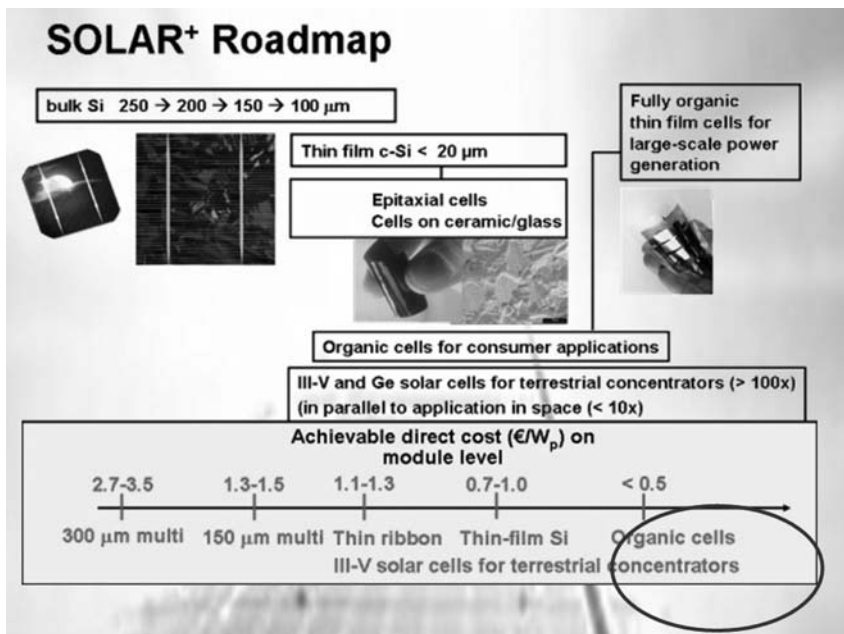 SOLAR⁺ Roadmap
bulk Si 250 → 200 → 150 → 100 μm
Thin film c-Si < 20 μm
Epitaxial cells
Cells on ceramic/glass
Fully organic
thin film cells for
large-scale power
generation
Organic cells for consumer applications
III-V and Ge solar cells for terrestrial concentrators (> 100x)
(in parallel to application in space (< 10x)
Achievable direct cost (€/Wₚ) on
module level
2.7-3.5 1.3-1.5 1.1-1.3 0.7-1.0 < 0.5
300 μm multi 150 μm multi Thin ribbon Thin-film Si Organic cells
III-V solar cells for terrestrial concentrators